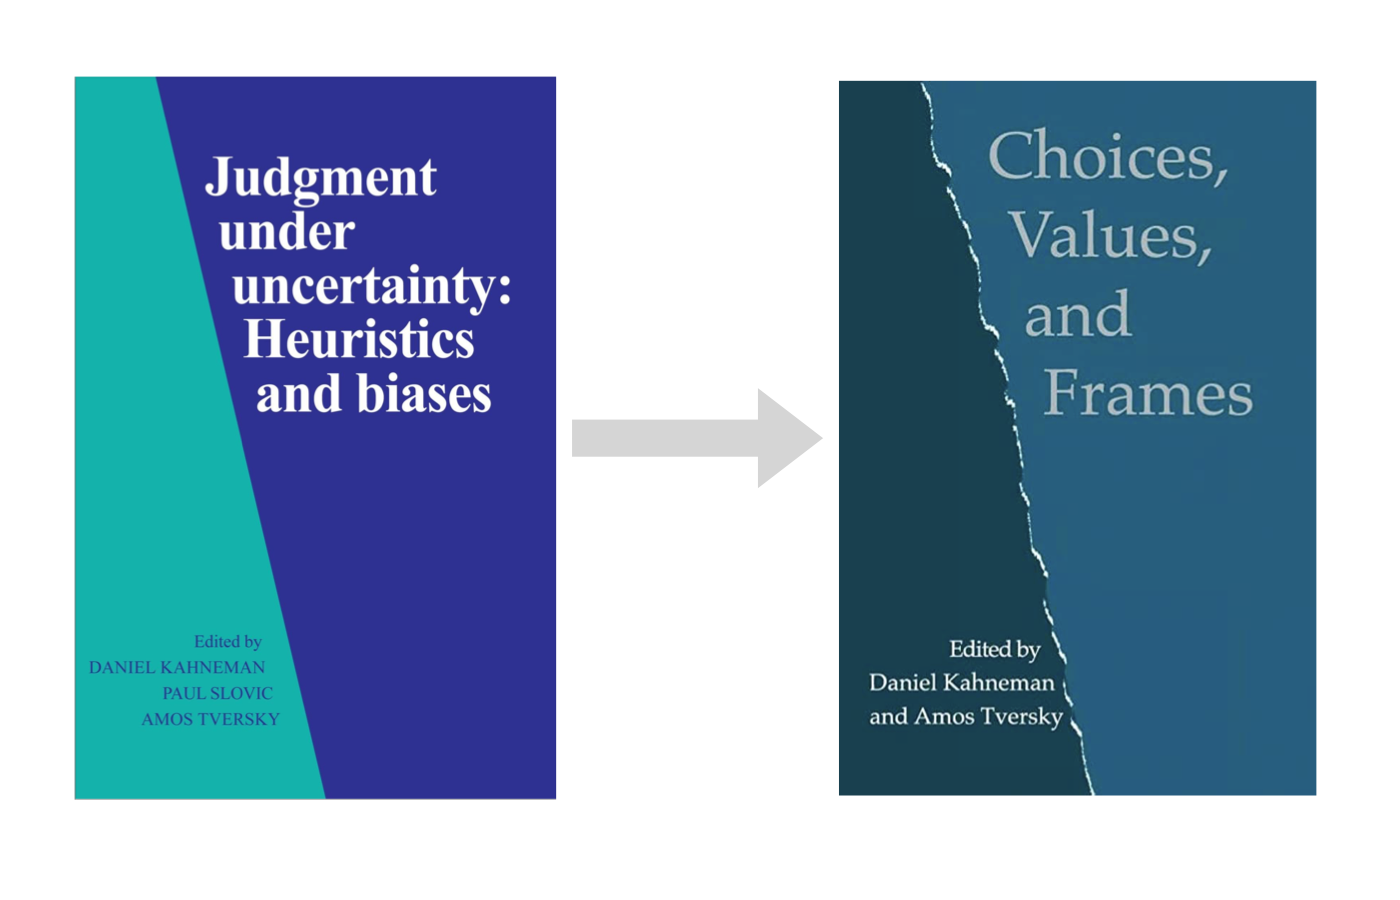 Judgment
under
uncertainty:
Heuristics
and biases
Edited by
DANIEL KAHNEMAN
PAUL SLOVIC
AMOS TVERSKY
Choices,
Values,
and
Frames
Edited by
Daniel Kahneman
and Amos Tversky